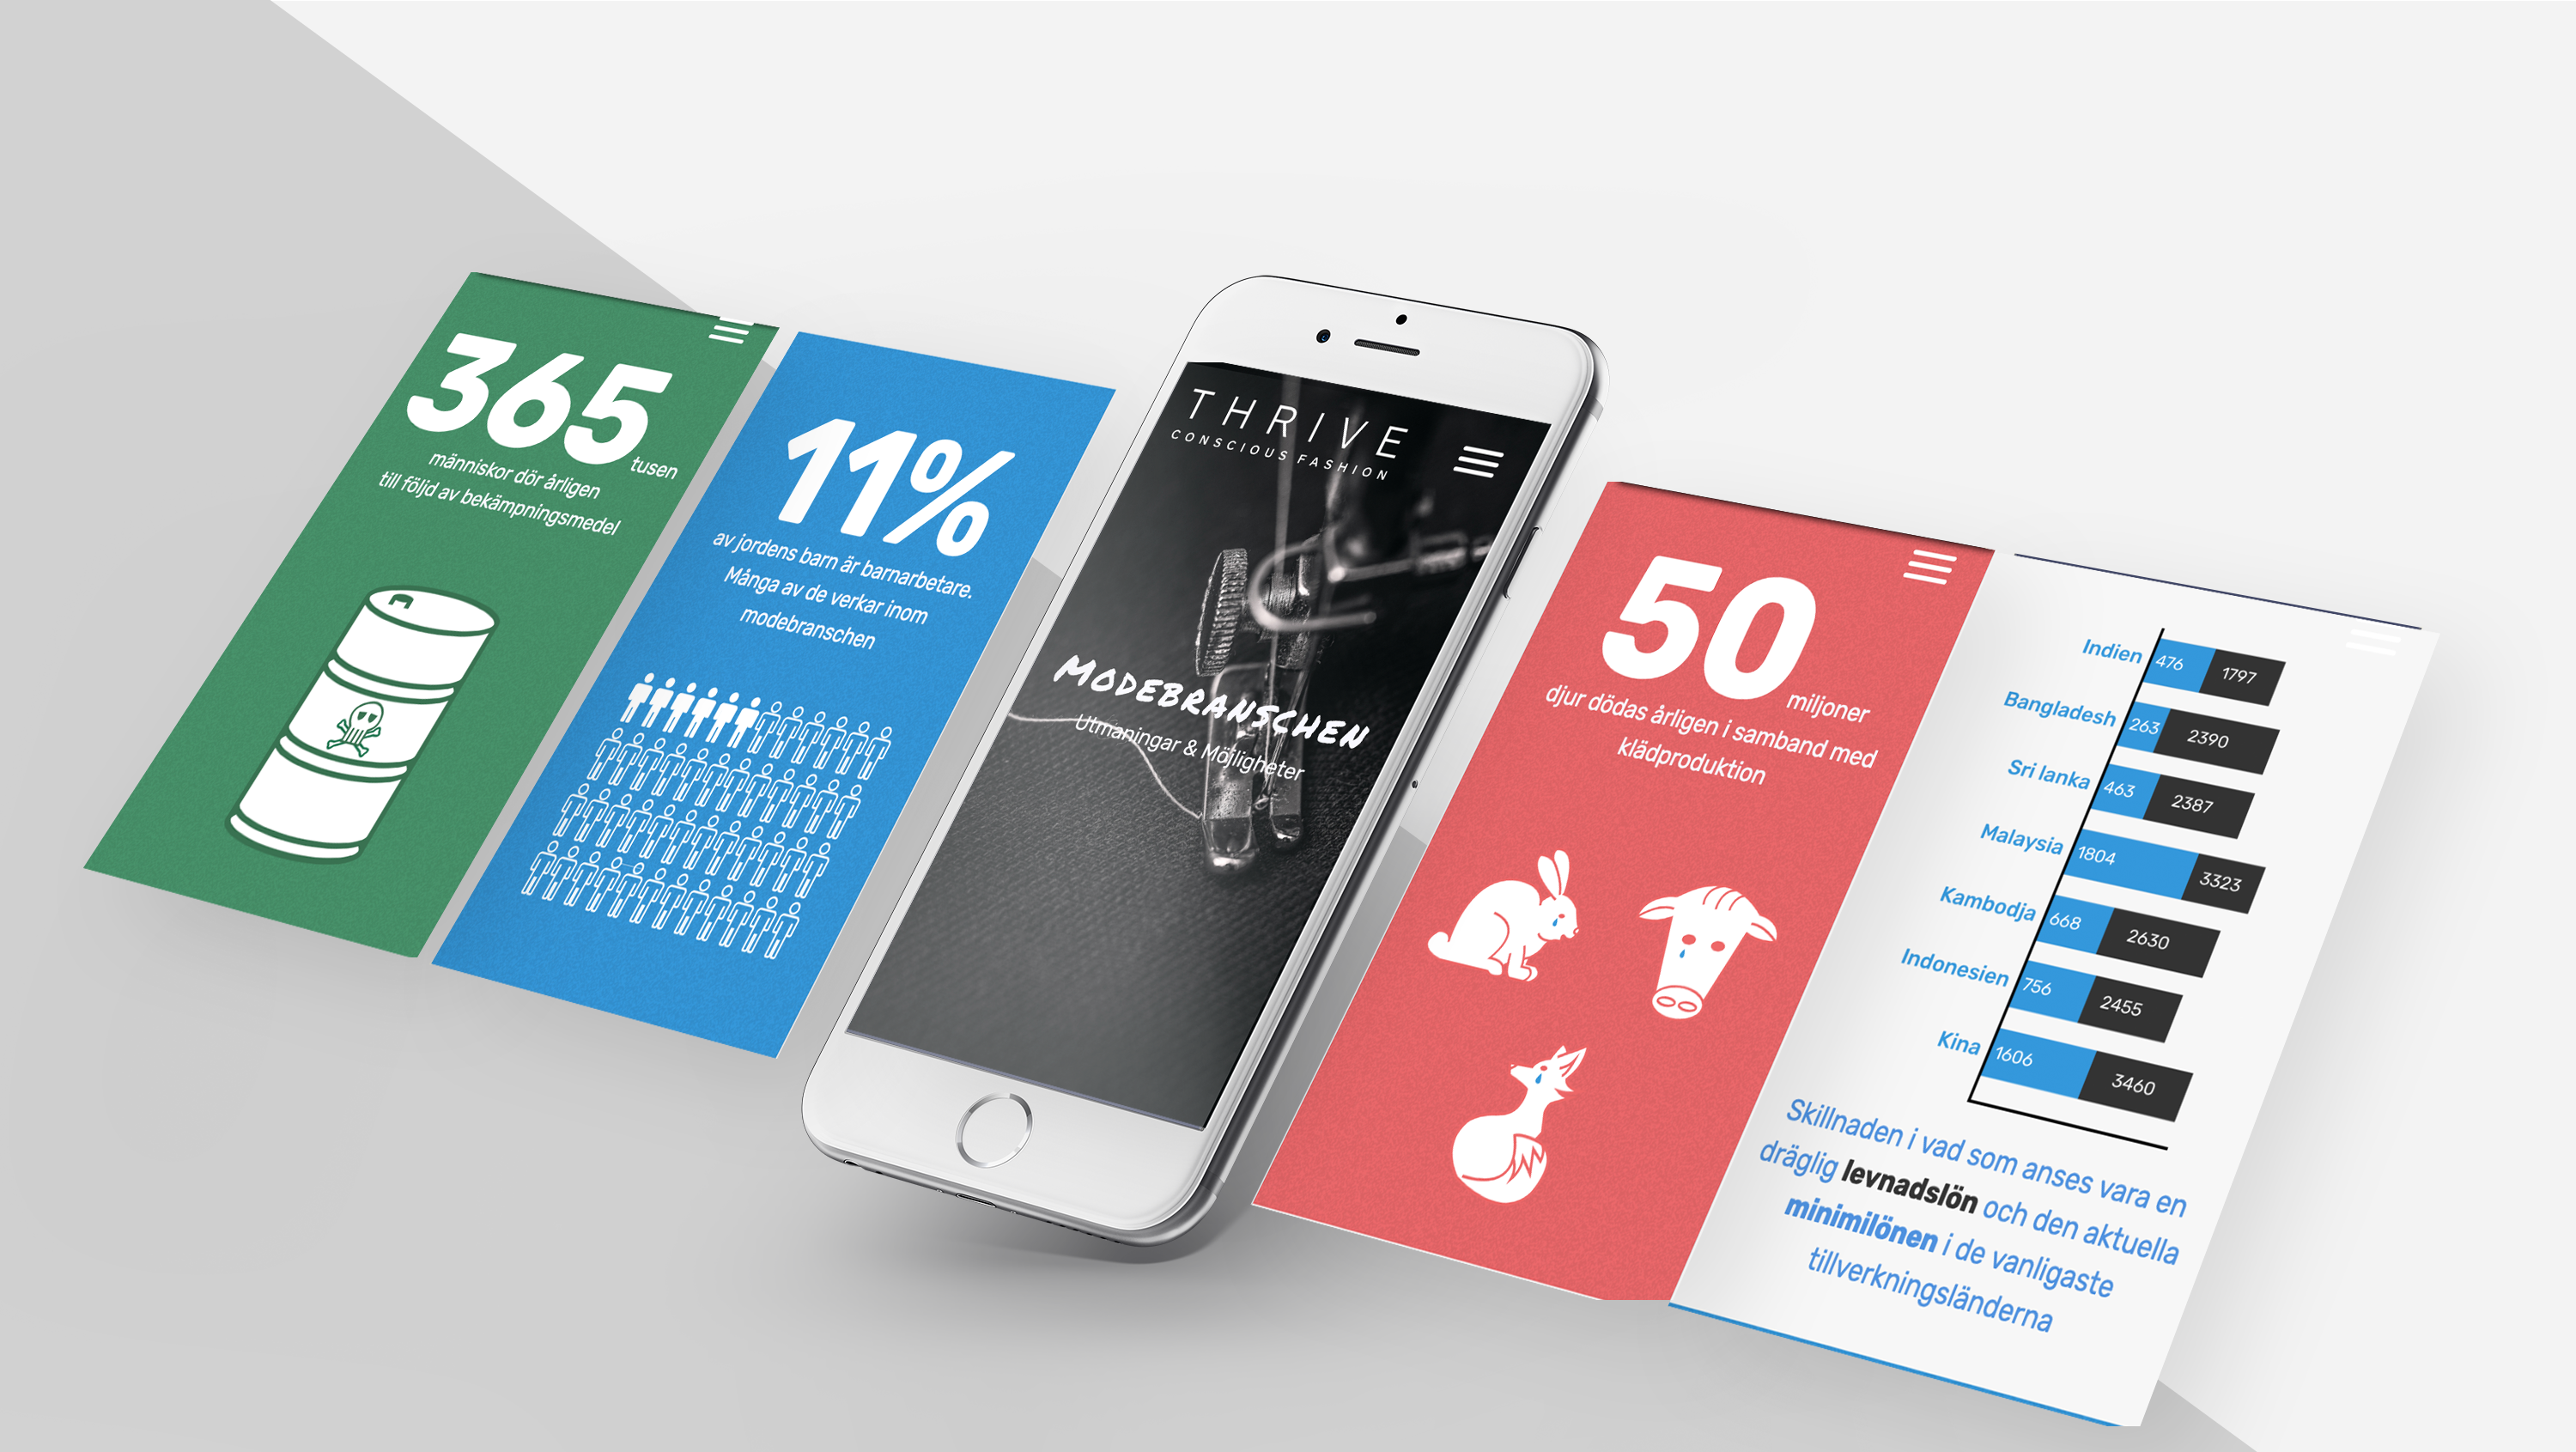 365 tusen
människor dör årligen
till följd av bekämpningsmedel
11%
av jordens barn är barnarbetare.
Många av de verkar inom
modebranschen
THRIVE
CONSCIOUS FASHION
MODEBRANSCHEN
Utmaningar & Möjligheter
50 miljoner
djur dödas årligen i samband med
klädproduktion
Indien 476 1797
Bangladesh 263 2390
Sri lanka 463 2387
Malaysia 1804 3323
Kambodja 668 2630
Indonesien 756 2455
Kina 1606 3460
Skillnaden i vad som anses vara en
dräglig levnadslön och den aktuella
minimilönen i de vanligaste
tillverkningsländerna